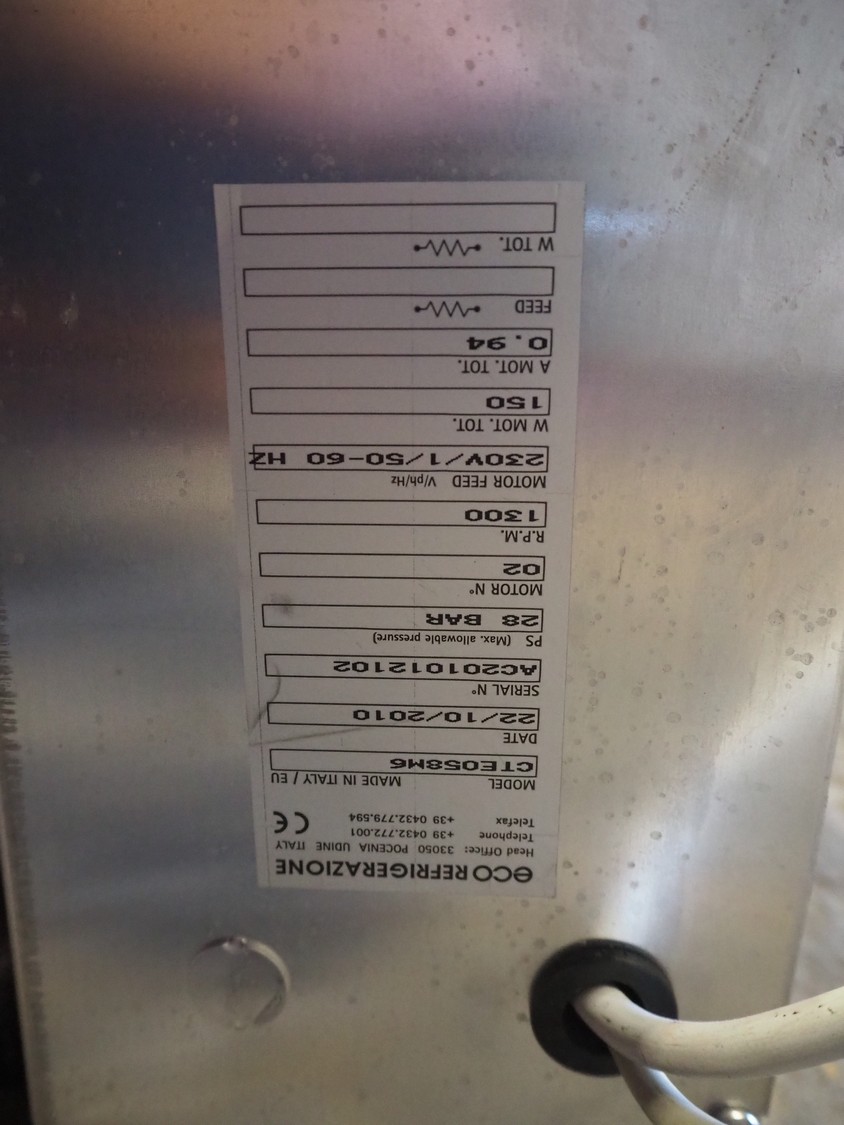 eCO REFRIGERAZIONE
Head Office: 33050 POCENIA UDINE ITALY
Telephone +39 0432.772.001
Telefax +39 0432.779.594
CE
MODEL MADE IN ITALY / EU
CTE058M6
DATE
22/10/2010
SERIAL N°
AC201012102
PS (Max. allowable pressure)
28 BAR
MOTOR N°
02
R.P.M.
1300
MOTOR FEED V/ph/Hz
230V/1/50-60 HZ
W MOT. TOT.
150
A MOT. TOT.
0.94
FEED
W TOT.